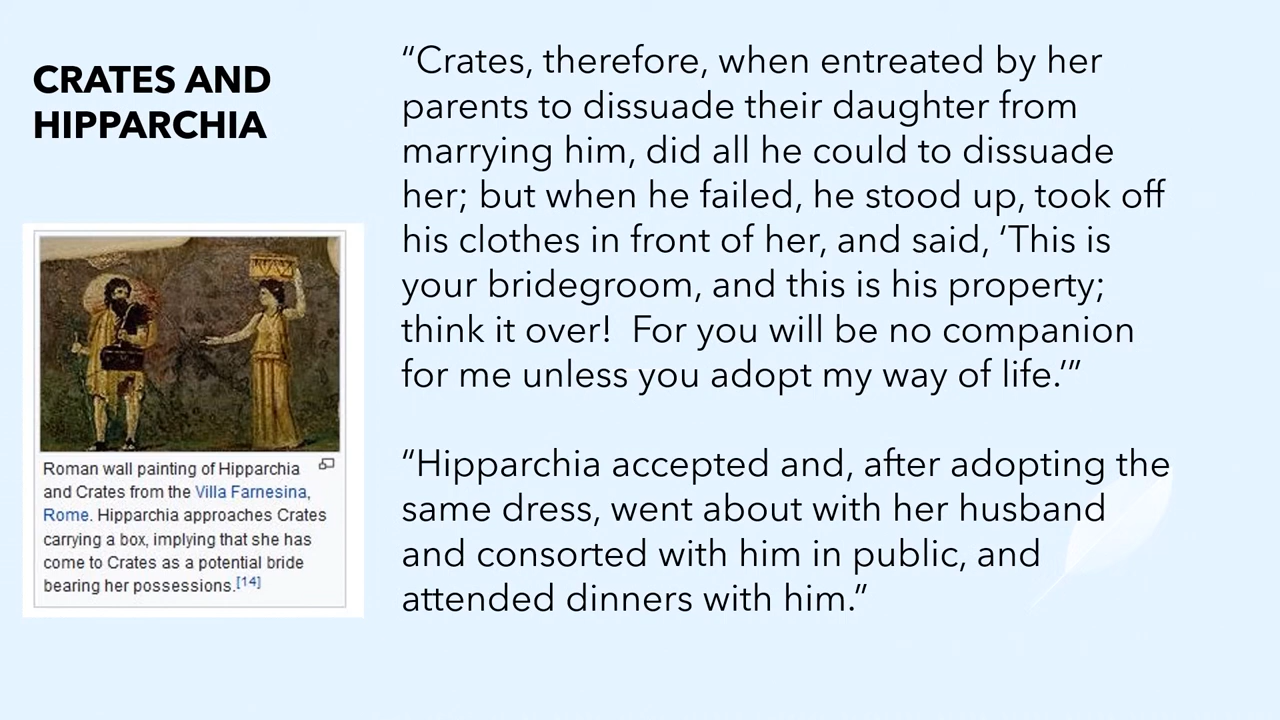 CRATES AND
HIPPARCHIA
“Crates, therefore, when entreated by her
parents to dissuade their daughter from
marrying him, did all he could to dissuade
her; but when he failed, he stood up, took off
his clothes in front of her, and said, ‘This is
your bridegroom, and this is his property;
think it over!  For you will be no companion
for me unless you adopt my way of life.’”
“Hipparchia accepted and, after adopting the
same dress, went about with her husband
and consorted with him in public, and
attended dinners with him.”
Roman wall painting of Hipparchia
and Crates from the Villa Farnesina,
Rome. Hipparchia approaches Crates
carrying a box, implying that she has
come to Crates as a potential bride
bearing her possessions.[14]